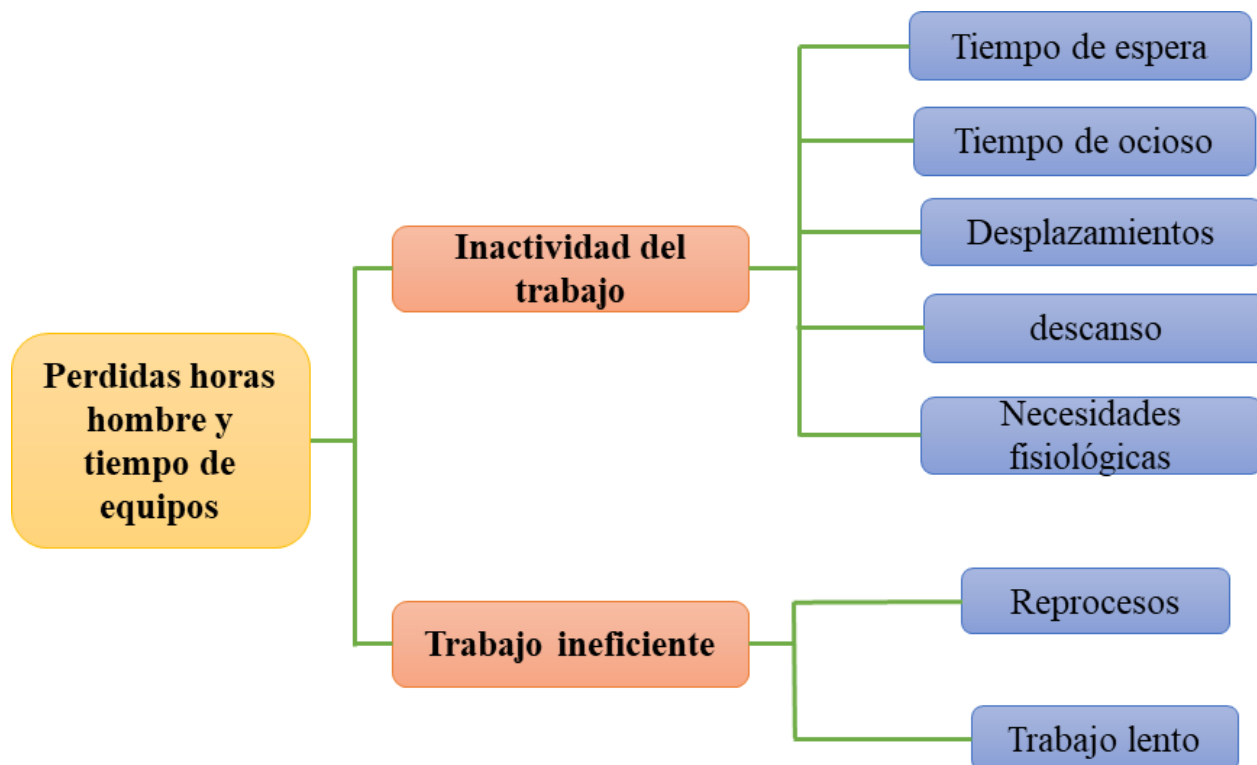 Perdidas horas
hombre y
tiempo de
equipos
Inactividad del
trabajo
Tiempo de espera
Tiempo de ocioso
Desplazamientos
descanso
Necesidades
fisiológicas
Trabajo ineficiente
Reprocesos
Trabajo lento